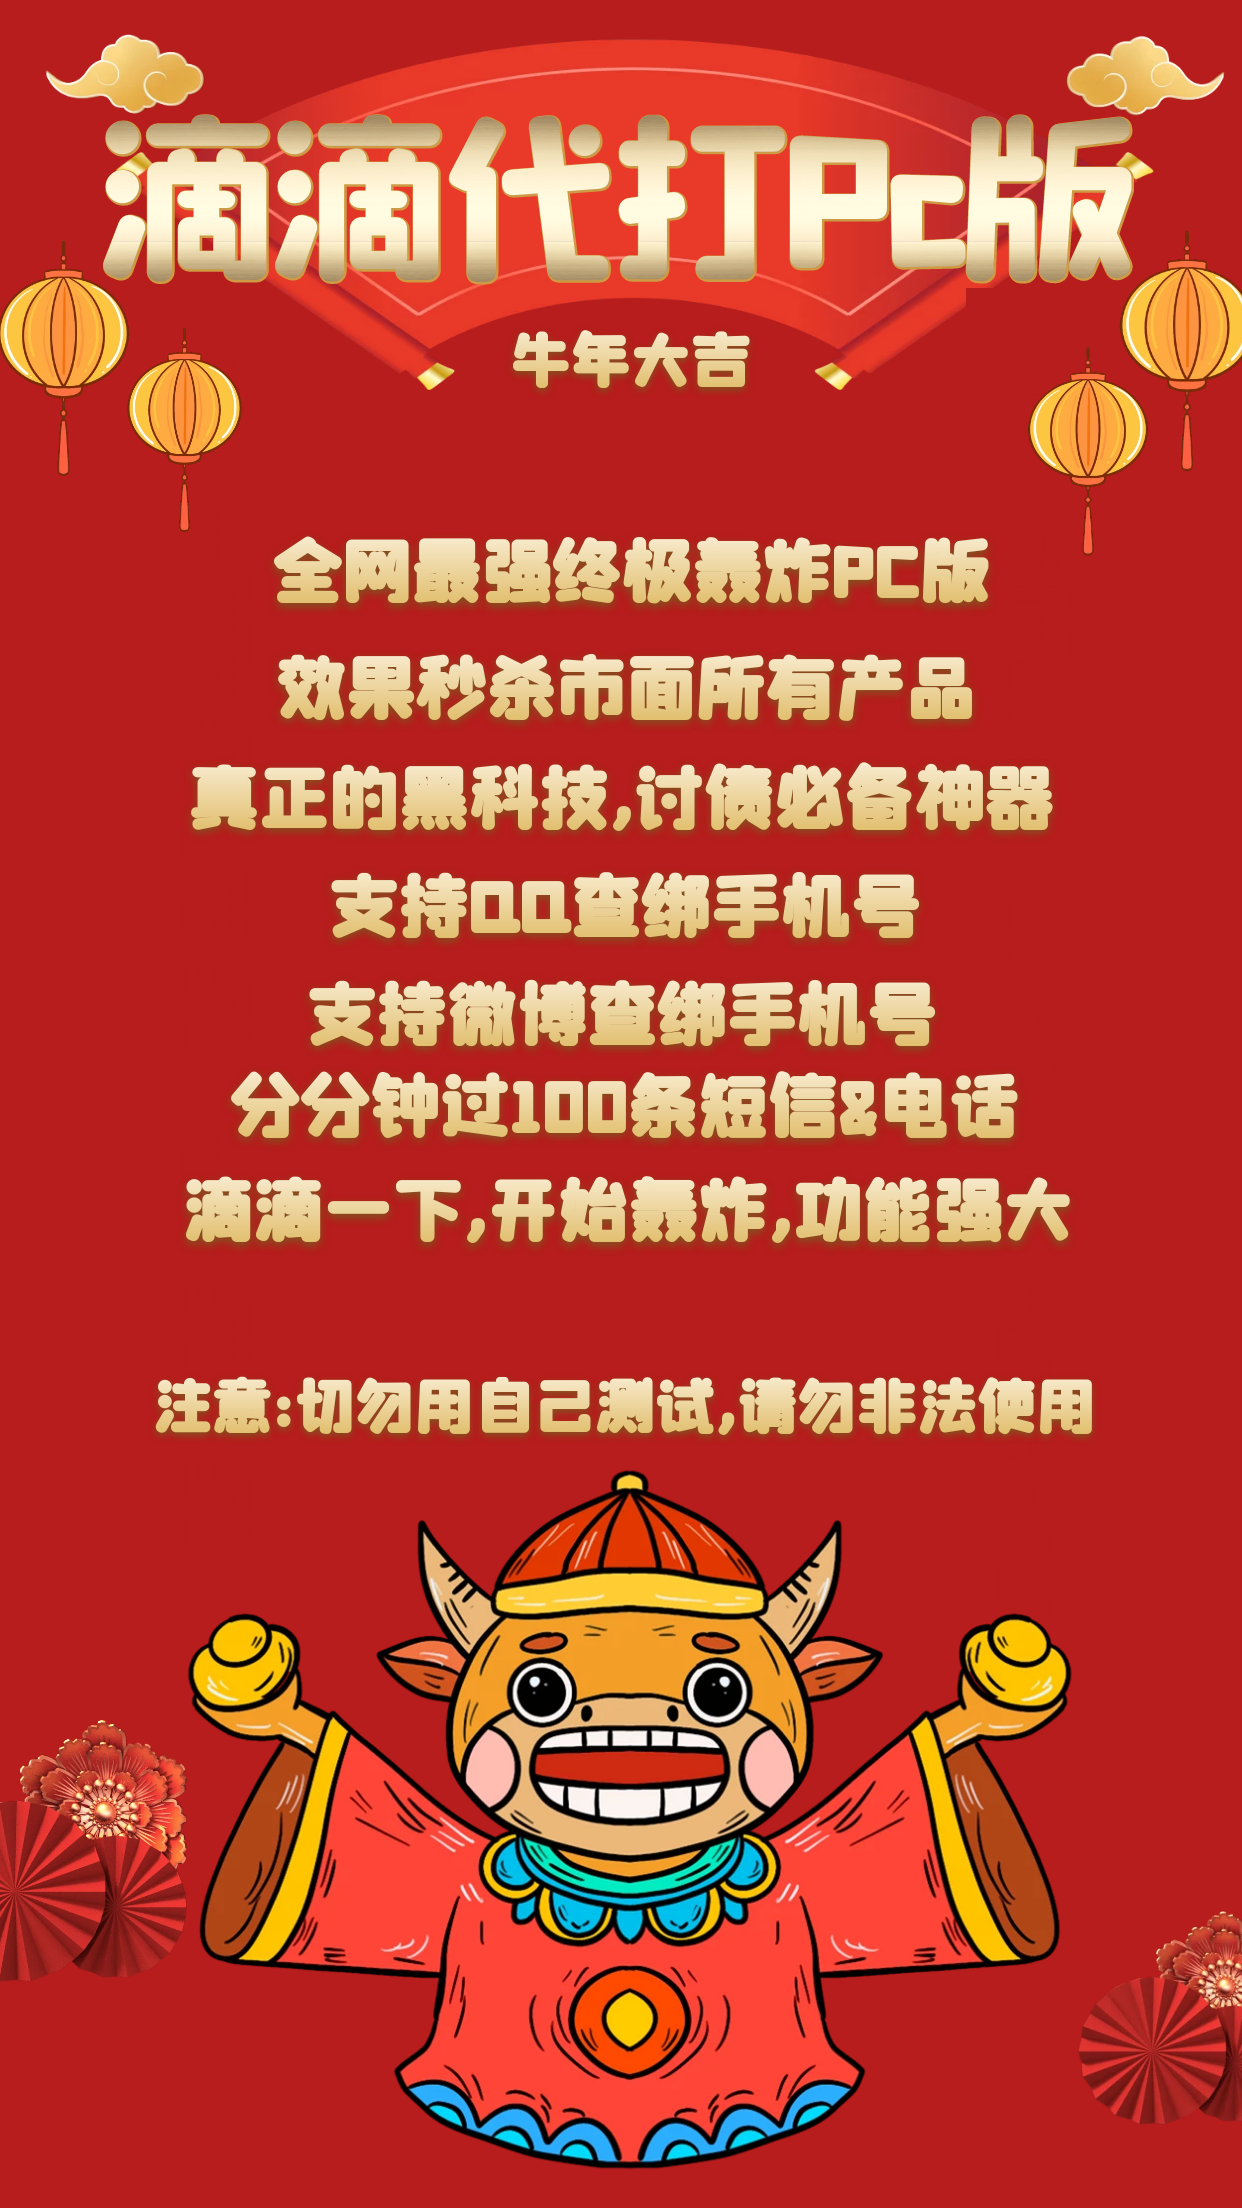 滴滴代打Pc版
牛年大吉
全网最强终极轰炸PC版
效果秒杀市面所有产品
真正的黑科技,讨债必备神器
支持QQ查绑手机号
支持微博查绑手机号
分分钟过100条短信&电话
滴滴一下,开始轰炸,功能强大
注意:切勿用自己测试,请勿非法使用